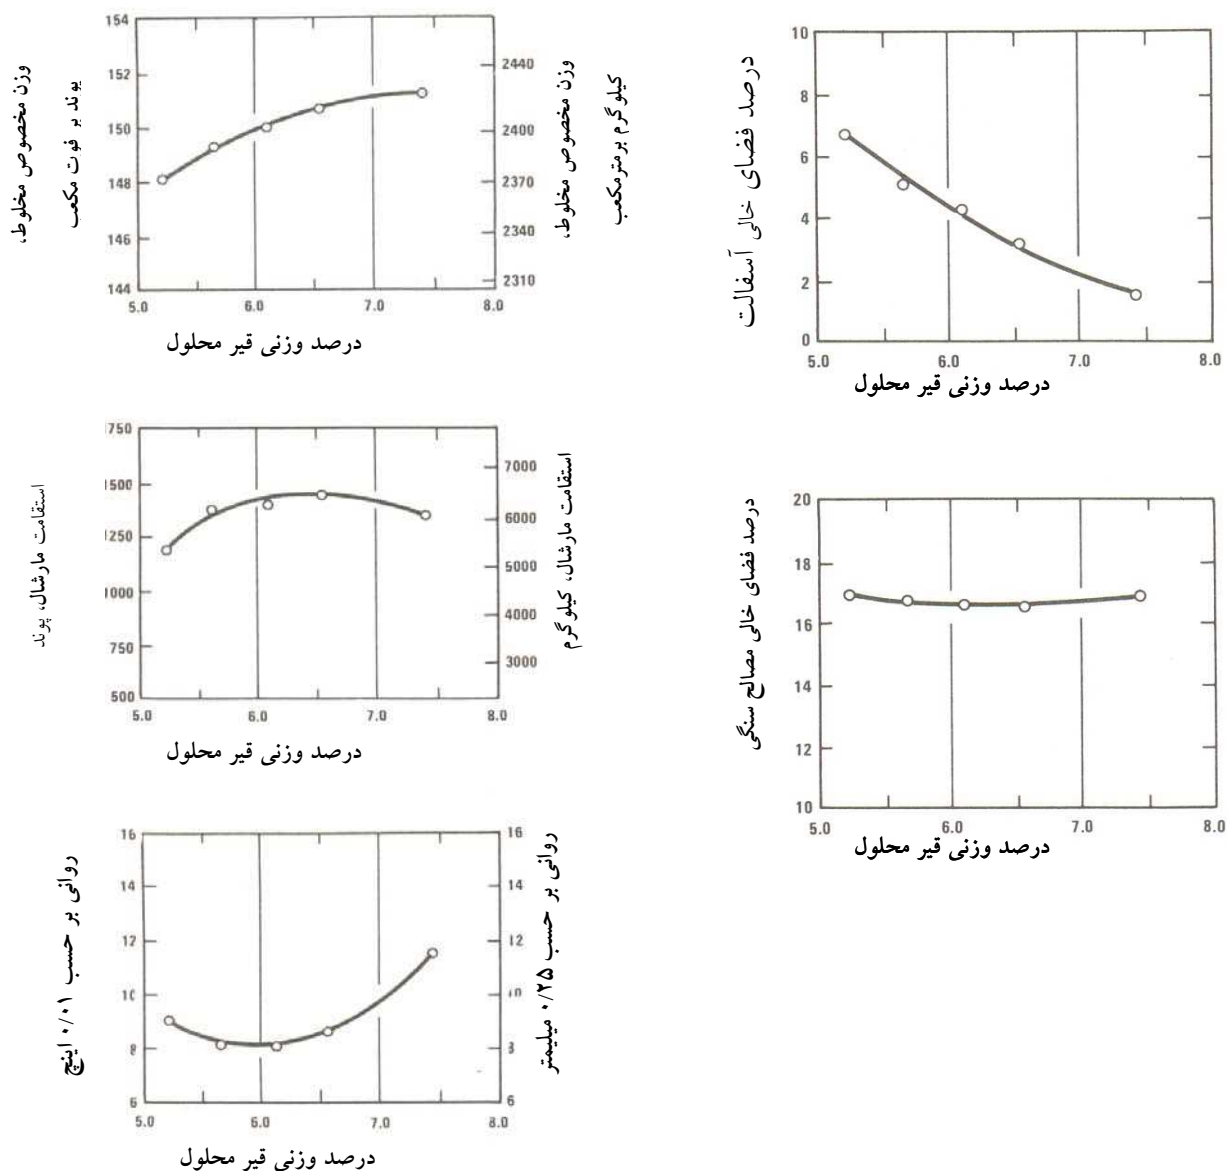 وزن مخصوص مخلوط،
پوند بر فوت مکعب
154
152
150
148
146
144
2440
2400
2370
2340
2310
وزن مخصوص مخلوط،
کیلوگرم برمترمکعب
5.0 6.0 7.0 8.0
درصد وزنی قیر محلول
درصد فضای خالی آسفالت
10
8
6
4
2
0
5.0 6.0 7.0 8.0
درصد وزنی قیر محلول
استقامت مارشال، پوند
1750
1500
1250
1000
750
500
7000
6000
5000
4000
3000
استقامت مارشال، کیلوگرم
5.0 6.0 7.0 8.0
درصد وزنی قیر محلول
درصد فضای خالی مصالح سنگی
20
18
16
14
12
10
5.0 6.0 7.0 8.0
درصد وزنی قیر محلول
روانی بر حسب ۰/۰۱ اینچ
16
14
12
10
8
6
16
14
12
10
8
6
روانی بر حسب ۰/۲۵ میلیمتر
5.0 6.0 7.0 8.0
درصد وزنی قیر محلول